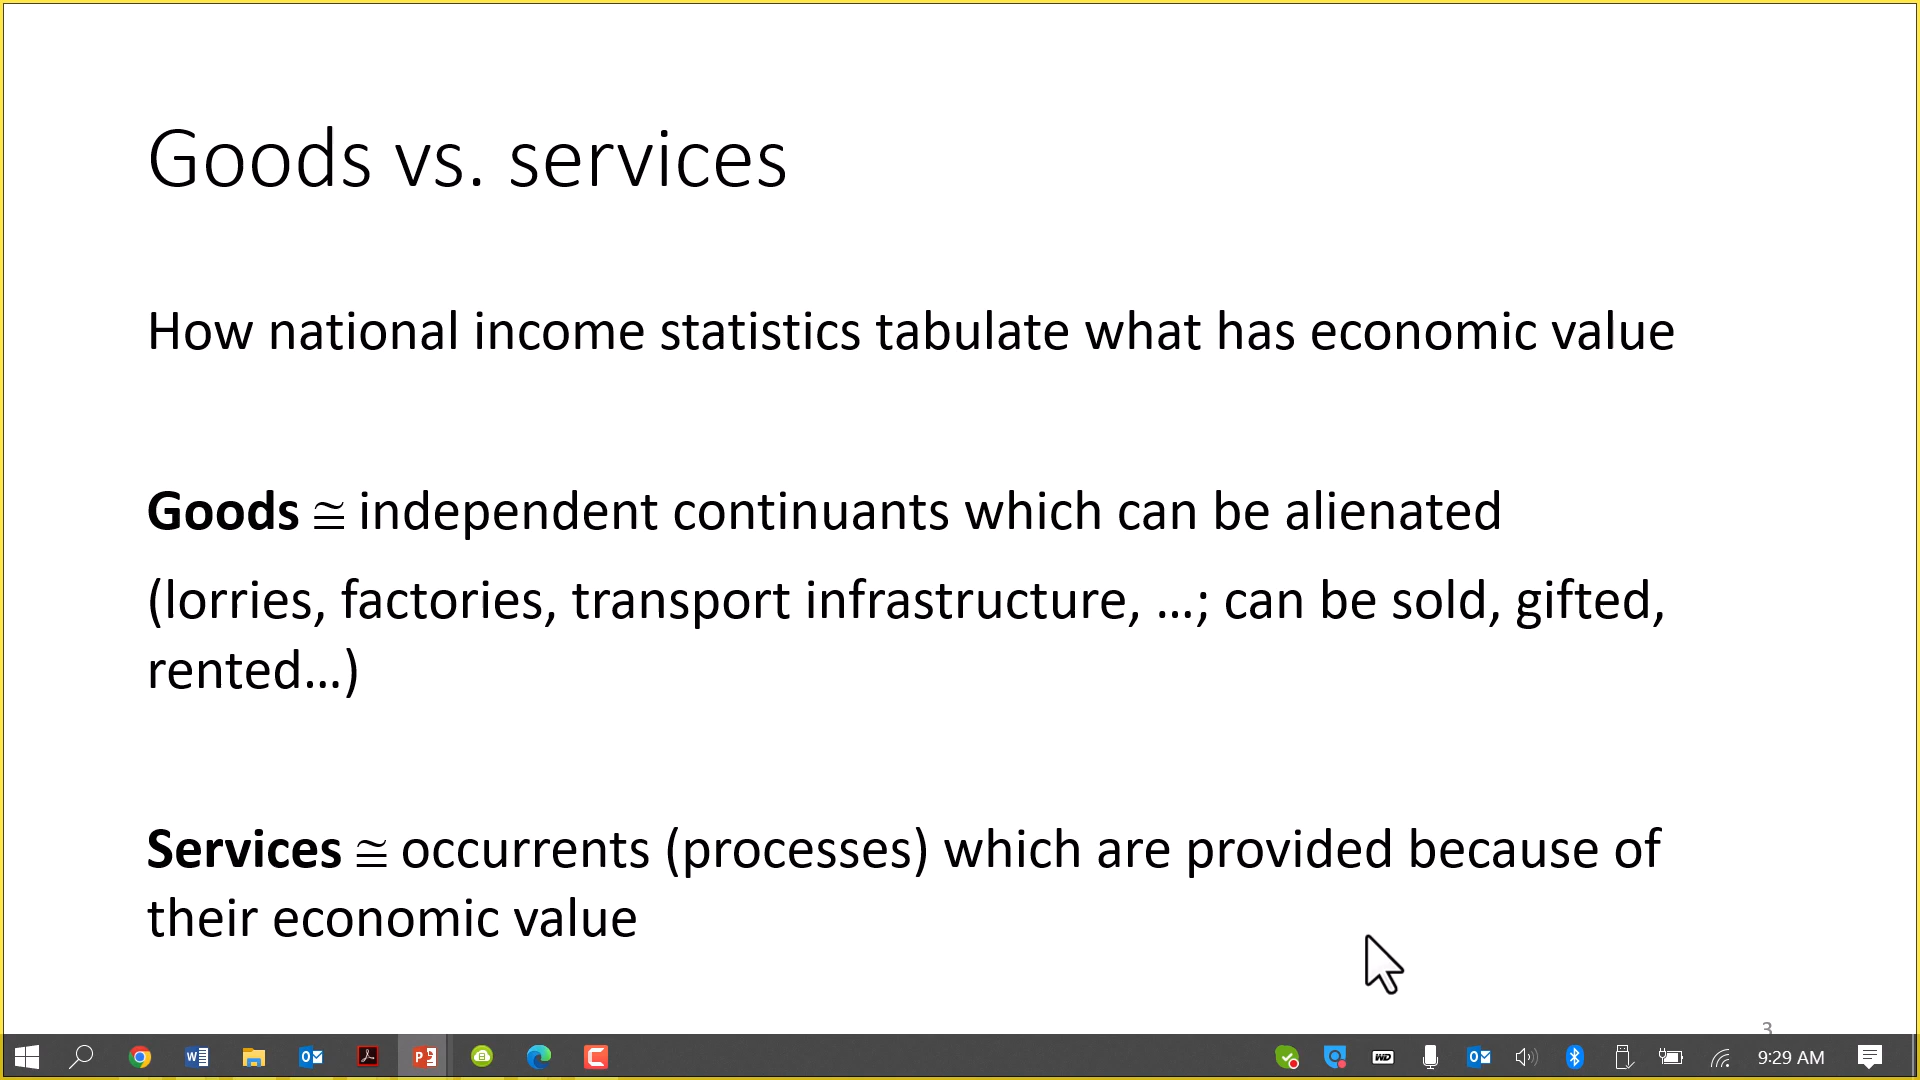 Goods vs. services
How national income statistics tabulate what has economic value
Goods ≅ independent continuants which can be alienated
(lorries, factories, transport infrastructure, ...; can be sold, gifted,
rented...)
Services ≅ occurrents (processes) which are provided because of
their economic value
3
9:29 AM